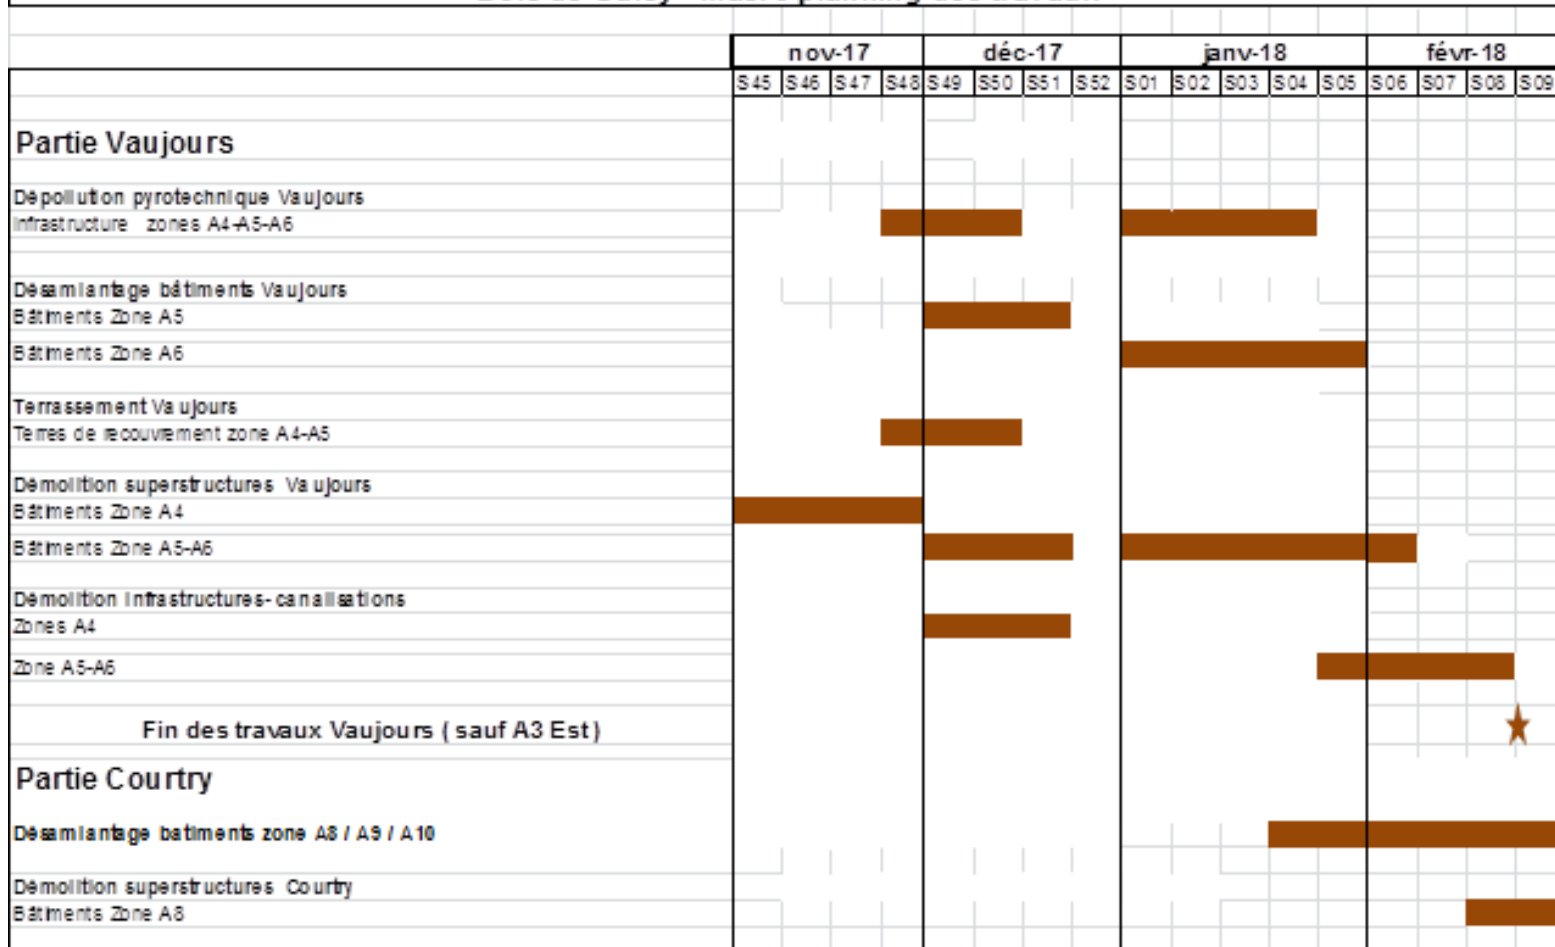 nov-17 déc-17 janv-18 févr-18
S45 S46 S47 S48 S49 S50 S51 S52 S01 S02 S03 S04 S05 S06 S07 S08 S09
Partie Vaujours
Dépollution pyrotechnique Vaujours
Infrastructure zones A4-A5-A6
Désamiantage bâtiments Vaujours
Bâtiments Zone A5
Bâtiments Zone A6
Terrassement Vaujours
Terres de recouvrement zone A4-A5
Démolition superstructures Vaujours
Bâtiments Zone A4
Bâtiments Zone A5-A6
Démolition Infrastructures-canalisations
Zones A4
Zone A5-A6
Fin des travaux Vaujours ( sauf A3 Est)
Partie Courtry
Désamiantage batiments zone A8 / A9 / A10
Démolition superstructures Courtry
Bâtiments Zone A8